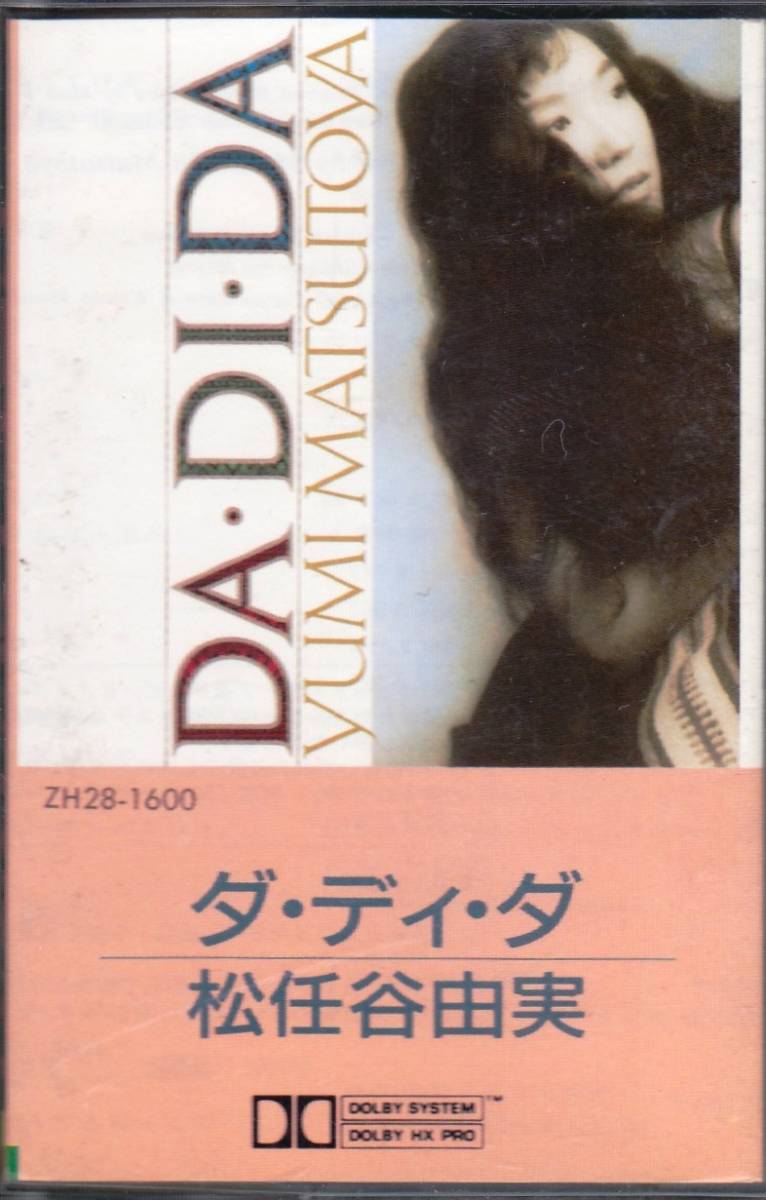 DA·DI·DA
YUMI MATSUTOYA
ZH28-1600
ダ・ディ・ダ
松任谷由実
DOLBY SYSTEM™
DOLBY HX PRO